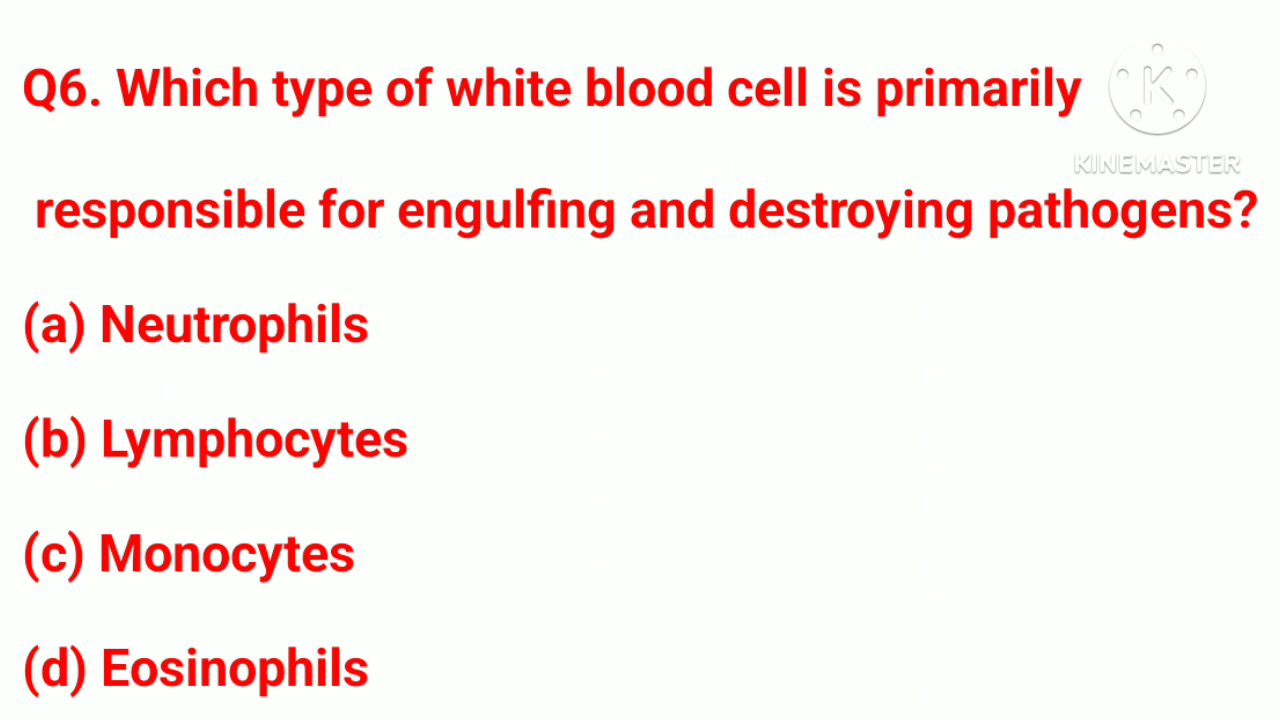 Q6. Which type of white blood cell is primarily
K
KINEMASTER
responsible for engulfing and destroying pathogens?
(a) Neutrophils
(b) Lymphocytes
(c) Monocytes
(d) Eosinophils